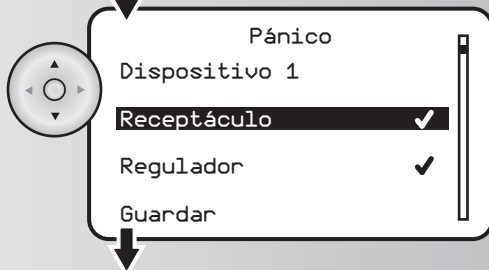 Pánico
Dispositivo 1
Receptáculo
Regulador
Guardar